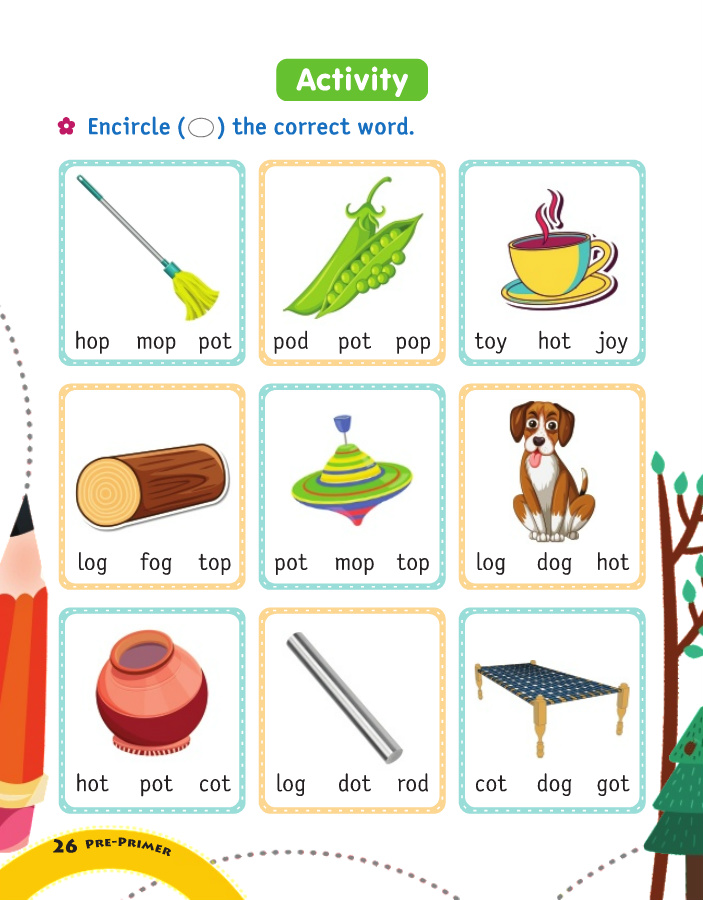 Activity
Encircle ( ) the correct word.
hop mop pot
pod pot pop
toy hot joy
log fog top
pot mop top
log dog hot
hot pot cot
log dot rod
cot dog got
26 PRE-PRIMER